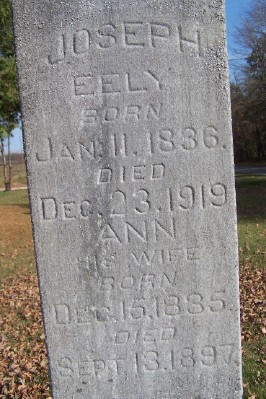 JOSEPH
EELY
BORN
JAN. 11. 1836.
DIED
DEC. 23. 1919
ANN
HIS WIFE
BORN
DEC. 15. 1835.
DIED
SEPT 13. 1897.